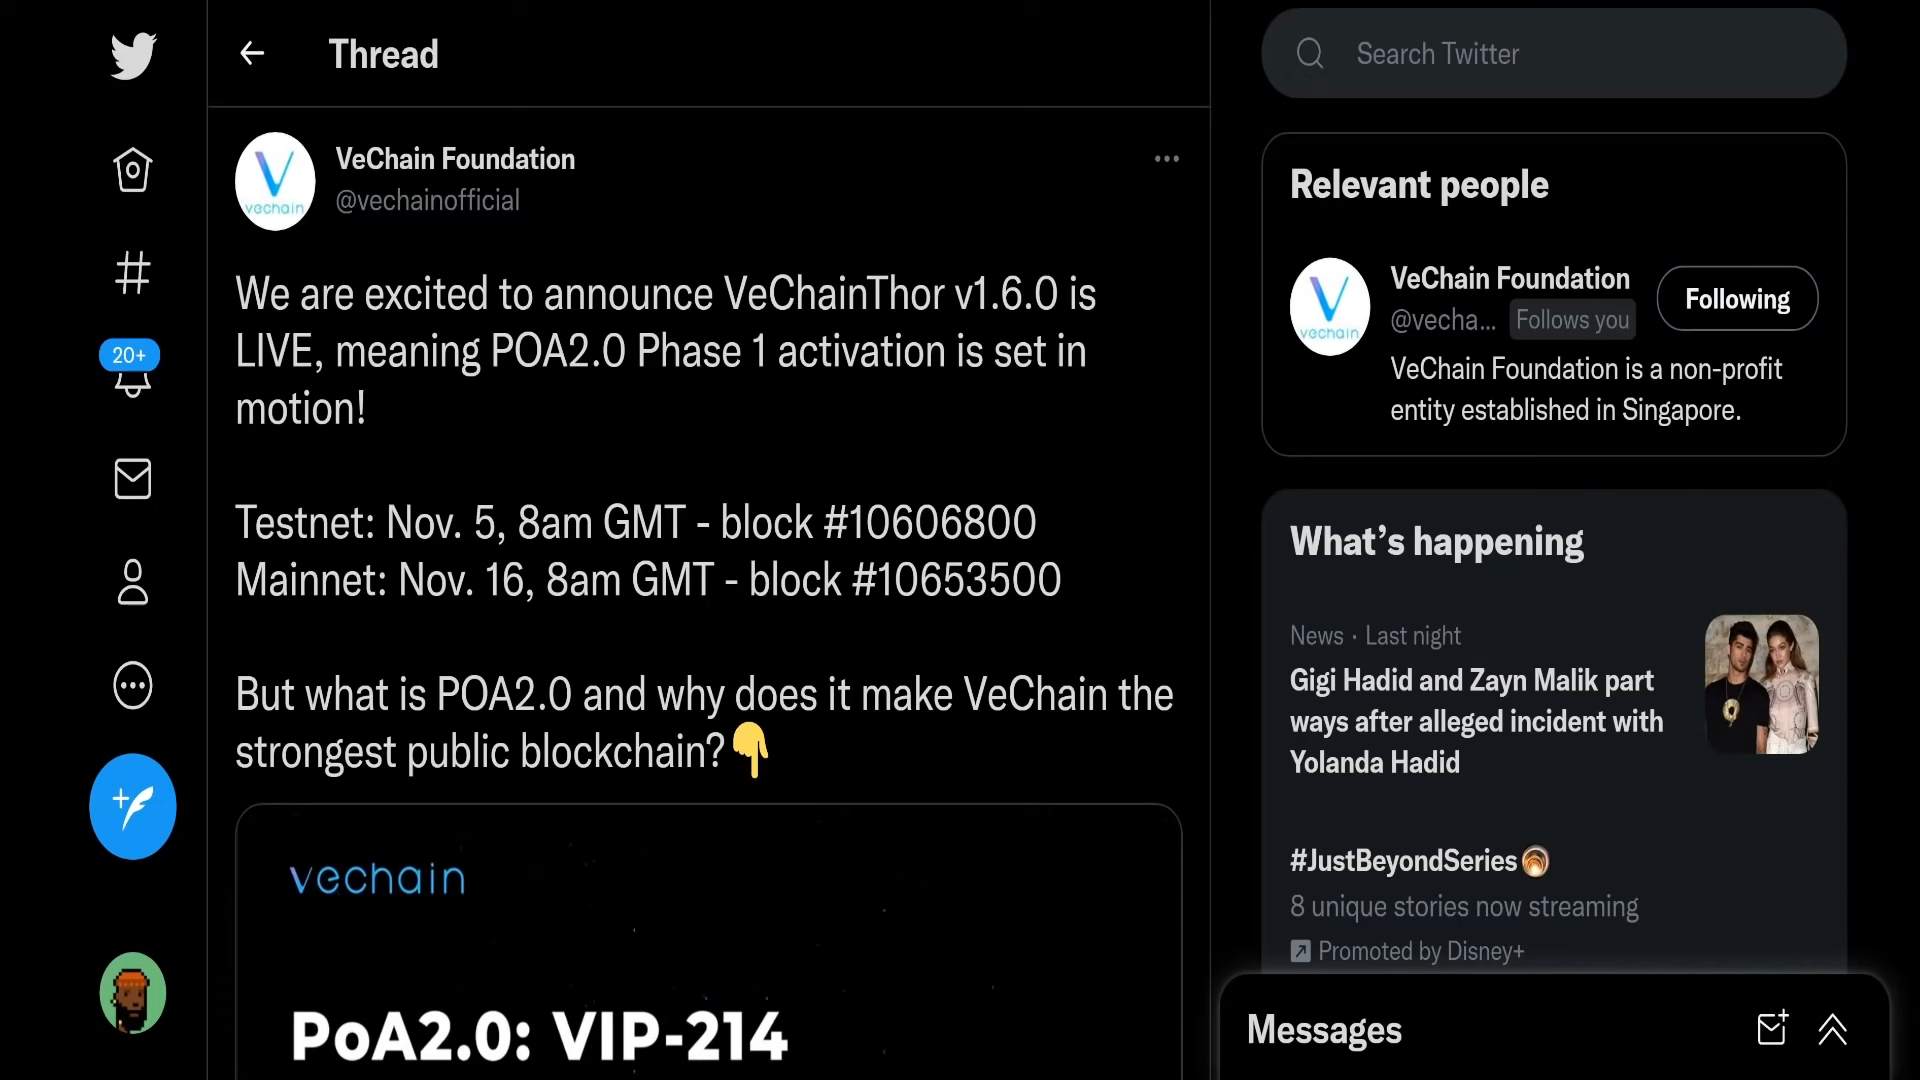 Thread
Search Twitter
VeChain Foundation
@vechainofficial
We are excited to announce VeChainThor v1.6.0 is
LIVE, meaning POA2.0 Phase 1 activation is set in
motion!
Testnet: Nov. 5, 8am GMT - block #10606800
Mainnet: Nov. 16, 8am GMT - block #10653500
But what is POA2.0 and why does it make VeChain the
strongest public blockchain?👇
vechain
PoA2.0: VIP-214
20+
vechain
Relevant people
VeChain Foundation
@vecha... Follows you
Following
VeChain Foundation is a non-profit
entity established in Singapore.
vechain
What's happening
News · Last night
Gigi Hadid and Zayn Malik part
ways after alleged incident with
Yolanda Hadid
#JustBeyondSeries
8 unique stories now streaming
Promoted by Disney+
Messages